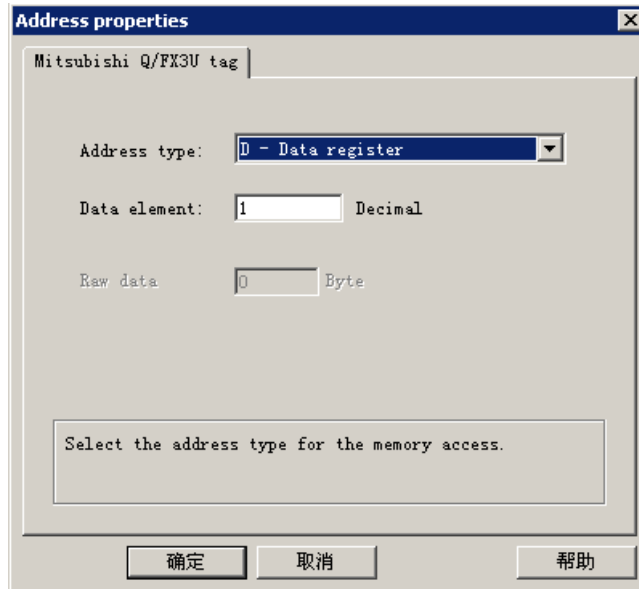 Address properties
Mitsubishi Q/FX3U tag
Address type: D - Data register
Data element: 1 Decimal
Raw data 0 Byte
Select the address type for the memory access.
确定 取消 帮助